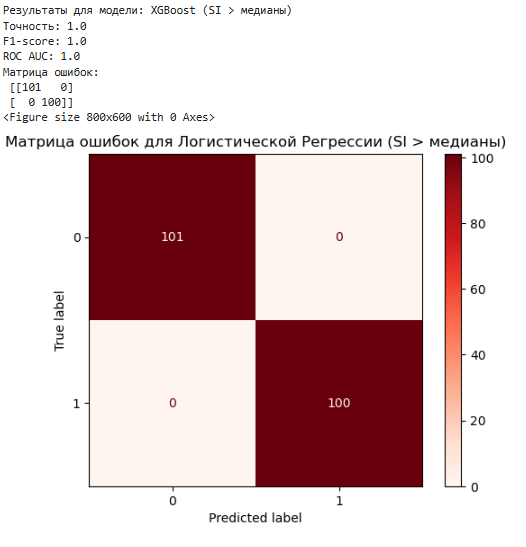 Результаты для модели: XGBoost (SI > медианы)
Точность: 1.0
F1-score: 1.0
ROC AUC: 1.0
Матрица ошибок:
[[101   0]
[  0 100]]
<Figure size 800x600 with 0 Axes>
Матрица ошибок для Логистической Регрессии (SI > медианы)
100
0
101
0
80
60
True label
40
1
0
100
20
0
0
1
Predicted label